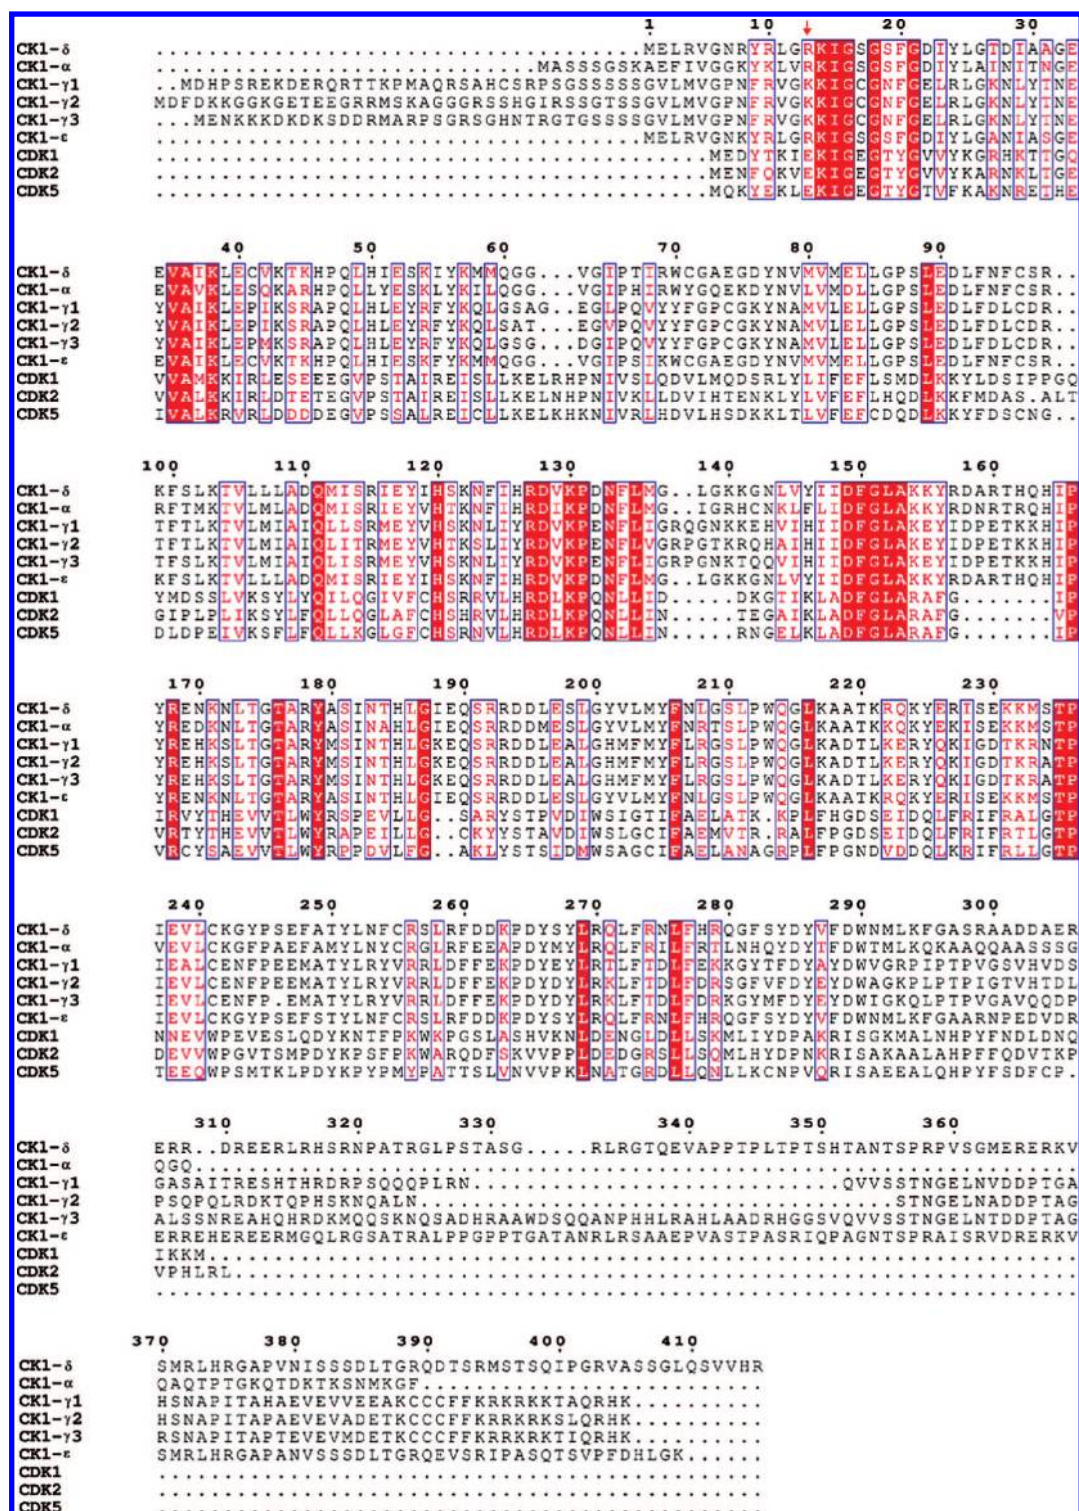 1 10 20 30
CK1-δ .....................................MELRVGNRYRLGRKIGSGSFGDIYLGTDIAAGE
CK1-α .............................MASSSGSKAEFIVGGKYKLVRKIGSGSFGDIYLAINITNGE
CK1-γ1 ..MDHPSREKDERQRTTKPMAQRSAHCSRPSGSSSSSGVLMVGPNFRVGKKIGCGNFGELRLGKNLYTNE
CK1-γ2 MDFDKKGGKGETEEGRRMSKAGGGRSSHGIRSSGTSSGVLMVGPNFRVGKKIGCGNFGELRLGKNLYTNE
CK1-γ3 ...MENKKKDKDKSDDRMARPSGRSGHNTRGTGSSSSGVLMVGPNFRVGKKIGCGNFGELRLGKNLYTNE
CK1-ε .....................................MELRVGNKYRLGRKIGSGSFGDIYLGANIASGE
CDK1 ..........................................MEDYTKIEKIGEGTYGVVYKGRHKTTGQ
CDK2 ..........................................MENFQKVEKIGEGTYGVVYKARNKLTGE
CDK5 ..........................................MQKYEKLEKIGEGTYGTVFKAKNRETHE
40 50 60 70 80 90
CK1-δ EVAIKLECVKTKHPQLHIESKIYKMMQGG...VGIPTIRWCGAEGDYNVMVMELLGPSLEDLFNFCSR..
CK1-α EVAVKLESQKARHPQLLYESKLYKILQGG...VGIPHIRWYGQEKDYNVLVMDLLGPSLEDLFNFCSR..
CK1-γ1 YVAIKLEPIKSRAPQLHLEYRFYKQLGSAG..EGLPQVYYFGPCGKYNAMVLELLGPSLEDLFDLCDR..
CK1-γ2 YVAIKLEPIKSRAPQLHLEYRFYKQLSAT...EGVPQVYYFGPCGKYNAMVLELLGPSLEDLFDLCDR..
CK1-γ3 YVAIKLEPMKSRAPQLHLEYRFYKQLGSG...DGIPQVYYFGPCGKYNAMVLELLGPSLEDLFDLCDR..
CK1-ε EVAIKLECVKTKHPQLHIESKFYKMMQGG...VGIPSIKWCGAEGDYNVMVMELLGPSLEDLFNFCSR..
CDK1 VVAMKKIRLESEEEGVPSTAIREISLLKELRHPNIVSLQDVLMQDSRLYLIFEFLSMDLKKYLDSIPPGQ
CDK2 VVALKKIRLDTETEGVPSTAIREISLLKELNHPNIVKLLDVIHTENKLYLVFEFLHQDLKKFMDAS.ALT
CDK5 IVALKRVRLDDDDEGVPSSALREICLLKELKHKNIVRLHDVLHSDKKLTLVFEFCDQDLKKYFDSCNG..
100 110 120 130 140 150 160
CK1-δ KFSLKTVLLLADQMISRIEYIHSKNFIHRDVKPDNFLMG..LGKKGNLVYIIDFGLAKKYRDARTHQHIP
CK1-α RFTMKTVLMLADQMISRIEYVHTKNFIHRDIKPDNFLMG..IGRHCNKLFLIDFGLAKKYRDNRTRQHIP
CK1-γ1 TFTLKTVLMIAIQLLSRMEYVHSKNLIYRDVKPENFLIGRQGNKKEHVIHIIDFGLAKEYIDPETKKHIP
CK1-γ2 TFTLKTVLMIAIQLITRMEYVHTKSLIYRDVKPENFLVGRPGTKRQHAIHIIDFGLAKEYIDPETKKHIP
CK1-γ3 TFSLKTVLMIAIQLISRMEYVHSKNLIYRDVKPENFLIGRPGNKTQQVIHIIDFGLAKEYIDPETKKHIP
CK1-ε KFSLKTVLLLADQMISRIEYIHSKNFIHRDVKPDNFLMG..LGKKGNLVYIIDFGLAKKYRDARTHQHIP
CDK1 YMDSSLVKSYLYQILQGIVFCHSRRVLHRDLKPQNLLID.....DKGTIKLADFGLARAFG.......IP
CDK2 GIPLPLIKSYLFQLLQGLAFCHSHRVLHRDLKPQNLLIN.....TEGAIKLADFGLARAFG.......VP
CDK5 DLDPEIVKSFLFQLLKGLGFCHSRNVLHRDLKPQNLLIN.....RNGELKLADFGLARAFG.......IP
170 180 190 200 210 220 230
CK1-δ YRENKNLTGTARYASINTHLGIEQSRRDDLESLGYVLMYFNLGSLPWQGLKAATKRQKYERISEKKMSTP
CK1-α YREDKNLTGTARYASINAHLGIEQSRRDDMESLGYVLMYFNRTSLPWQGLKAATKKQKYEKISEKKMSTP
CK1-γ1 YREHKSLTGTARYMSINTHLGKEQSRRDDLEALGHMFMYFLRGSLPWQGLKADTLKERYQKIGDTKRNTP
CK1-γ2 YREHKSLTGTARYMSINTHLGKEQSRRDDLEALGHMFMYFLRGSLPWQGLKADTLKERYQKIGDTKRATP
CK1-γ3 YREHKSLTGTARYMSINTHLGKEQSRRDDLEALGHMFMYFLRGSLPWQGLKADTLKERYQKIGDTKRATP
CK1-ε YRENKNLTGTARYASINTHLGIEQSRRDDLESLGYVLMYFNLGSLPWQGLKAATKRQKYERISEKKMSTP
CDK1 IRVYTHEVVTLWYRSPEVLLG..SARYSTPVDIWSIGTIFAELATK.KPLFHGDSEIDQLFRIFRALGTP
CDK2 VRTYTHEVVTLWYRAPEILLG..CKYYSTAVDIWSLGCIFAEMVTR.RALFPGDSEIDQLFRIFRTLGTP
CDK5 VRCYSAEVVTLWYRPPDVLFG..AKLYSTSIDMWSAGCIFAELANAGRPLFPGNDVDDQLKRIFRLLGTP
240 250 260 270 280 290 300
CK1-δ IEVLCKGYPSEFATYLNFCRSLRFDDKPDYSYLRQLFRNLFHRQGFSYDYVFDWNMLKFGASRAADDAER
CK1-α VEVLCKGFPAEFAMYLNYCRGLRFEEAPDYMYLRQLFRILFRTLNHQYDYTFDWTMLKQKAAQQAASSSG
CK1-γ1 IEALCENFPEEMATYLRYVRRLDFFEKPDYEYLRTLFTDLFEKKGYTFDYAYDWVGRPIPTPVGSVHVDS
CK1-γ2 IEVLCENFPEEMATYLRYVRRLDFFEKPDYDYLRKLFTDLFDRSGFVFDYEYDWAGKPLPTPIGTVHTDL
CK1-γ3 IEVLCENFP.EMATYLRYVRRLDFFEKPDYDYLRKLFTDLFDRKGYMFDYEYDWIGKQLPTPVGAVQQDP
CK1-ε IEVLCKGYPSEFSTYLNFCRSLRFDDKPDYSYLRQLFRNLFHRQGFSYDYVFDWNMLKFGAARNPEDVDR
CDK1 NNEVWPEVESLQDYKNTFPKWKPGSLASHVKNLDENGLDLLSKMLIYDPAKRISGKMALNHPYFNDLDNQ
CDK2 DEVVWPGVTSMPDYKPSFPKWARQDFSKVVPPLDEDGRSLLSQMLHYDPNKRISAKAALAHPFFQDVTKP
CDK5 TEEQWPSMTKLPDYKPYPMYPATTSLVNVVPKLNATGRDLLQNLLKCNPVQRISAEEALQHPYFSDFCP.
310 320 330 340 350 360
CK1-δ ERR..DREERLRHSRNPATRGLPSTASG.....RLRGTQEVAPPTPLTPTSHTANTSPRPVSGMERERKV
CK1-α QGQ...................................................................
CK1-γ1 GASAITRESHTHRDRPSQQQPLRN............................QVVSSTNGELNVDDPTGA
CK1-γ2 PSQPQLRDKTQPHSKNQALN....................................STNGELNADDPTAG
CK1-γ3 ALSSNREAHQHRDKMQQSKNQSADHRAAWDSQQANPHHLRAHLAADRHGGSVQVVSSTNGELNTDDPTAG
CK1-ε ERREHEREERMGQLRGSATRALPPGPPTGATANRLRSAAEPVASTPASRIQPAGNTSPRAISRVDRERKV
CDK1 IKKM..................................................................
CDK2 VPHLRL................................................................
CDK5 ......................................................................
370 380 390 400 410
CK1-δ SMRLHRGAPVNISSSDLTGRQDTSRMSTSQIPGRVASSGLQSVVHR
CK1-α QAQTPTGKQTDKTKSNMKGF..........................
CK1-γ1 HSNAPITAHAEVEVVEEAKCCCFFKRKRKKTAQRHK..........
CK1-γ2 HSNAPITAPAEVEVADETKCCCFFKRKRKKSLQRHK..........
CK1-γ3 RSNAPITAPTEVEVMDETKCCCFFKRRKRKTIQRHK..........
CK1-ε SMRLHRGAPANVSSSDLTGRQEVSRIPASQTSVPFDHLGK......
CDK1 ..............................................
CDK2 ..............................................
CDK5 ..............................................